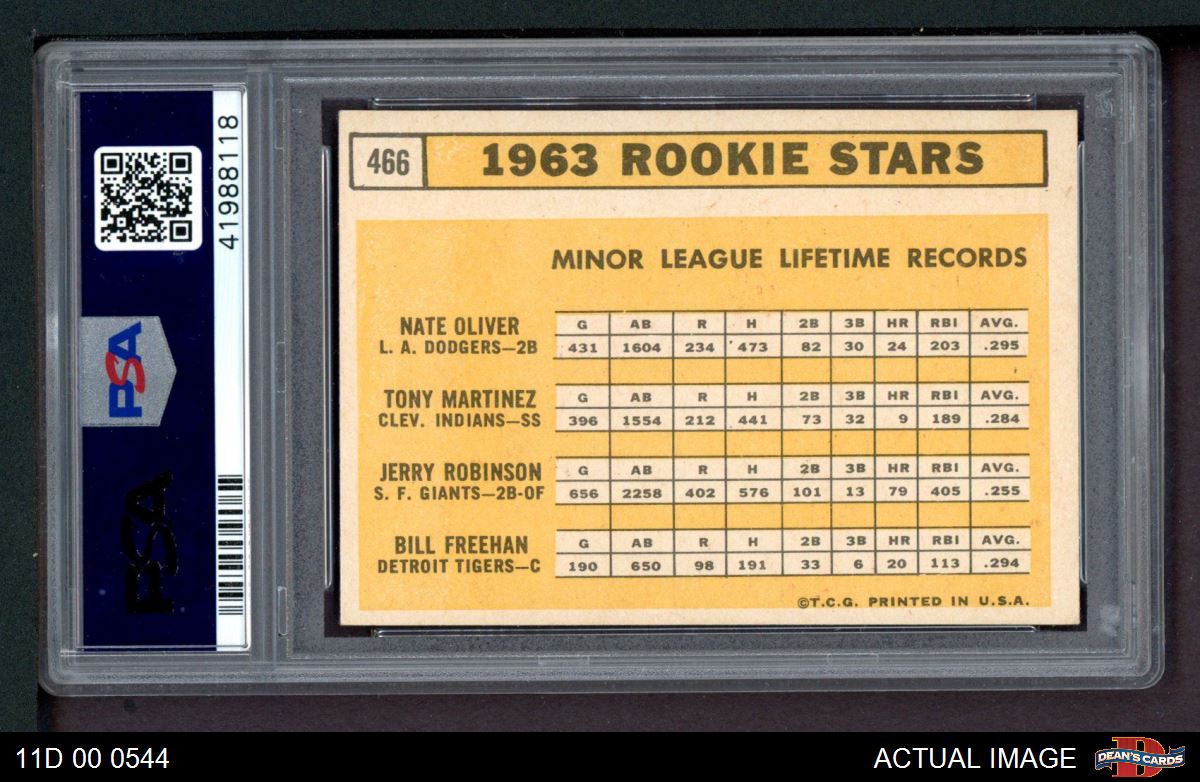 41988118
PSA
PSA
466 1963 ROOKIE STARS
MINOR LEAGUE LIFETIME RECORDS
NATE OLIVER G AB R H 2B 3B HR RBI AVG.
L. A. DODGERS—2B 431 1604 234 473 82 30 24 203 .295
TONY MARTINEZ G AB R H 2B 3B HR RBI AVG.
CLEV. INDIANS—SS 396 1554 212 441 73 32 9 189 .284
JERRY ROBINSON G AB R H 2B 3B HR RBI AVG.
S. F. GIANTS—2B-OF 656 2258 402 576 101 13 79 405 .255
BILL FREEHAN G AB R H 2B 3B HR RBI AVG.
DETROIT TIGERS—C 190 650 98 191 33 6 20 113 .294
©T.C.G. PRINTED IN U.S.A.
11D 00 0544
ACTUAL IMAGE
D
DEAN'S CARDS